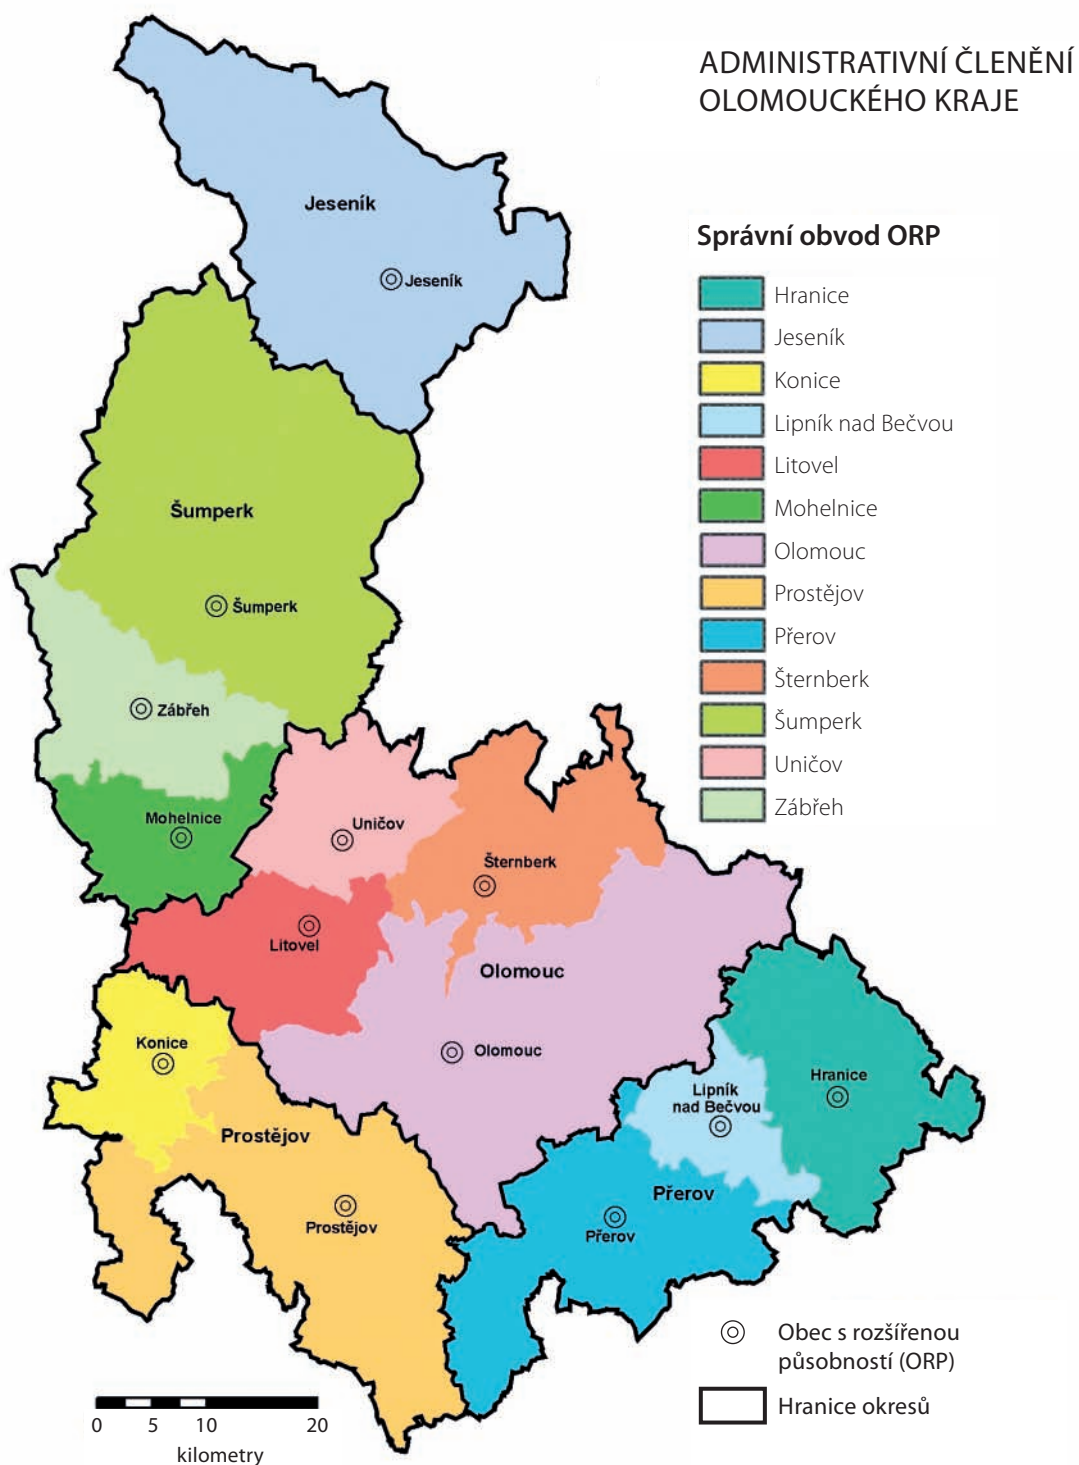 ADMINISTRATIVNÍ ČLENĚNÍ
OLOMOUCKÉHO KRAJE
Jeseník
Jeseník
Správní obvod ORP
Hranice
Jeseník
Konice
Lipník nad Bečvou
Litovel
Mohelnice
Olomouc
Prostějov
Přerov
Šternberk
Šumperk
Uničov
Zábřeh
Šumperk
Šumperk
Zábřeh
Mohelnice
Uničov
Šternberk
Litovel
Olomouc
Olomouc
Konice
Hranice
Lipník
nad Bečvou
Prostějov
Prostějov
Přerov
Přerov
Obec s rozšířenou
působností (ORP)
Hranice okresů
0 5 10 20
kilometry